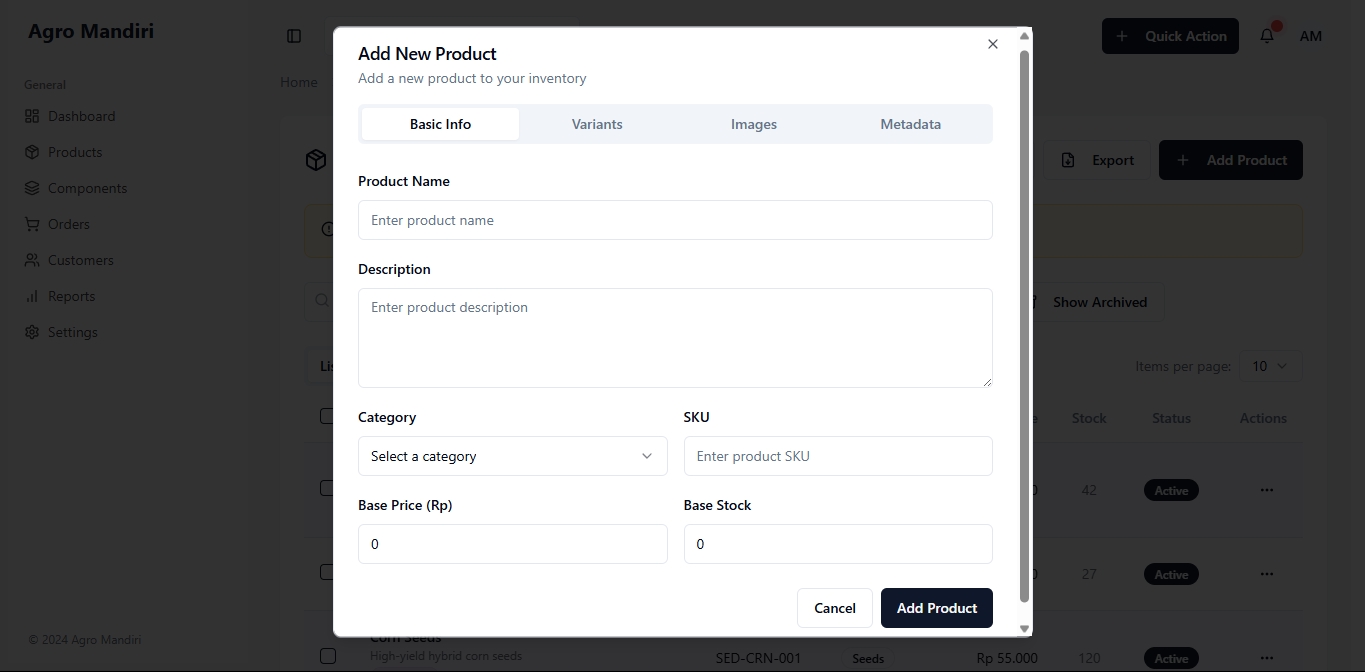 Agro Mandiri
Quick Action
AM
General
Home
Dashboard
Products
Components
Orders
Customers
Reports
Settings
© 2024 Agro Mandiri
Export
Add Product
Show Archived
Items per page:
10
Stock
Status
Actions
42
Active
27
Active
Corn Seeds
High-yield hybrid corn seeds
SED-CRN-001
Seeds
Rp 55.000
120
Active
Add New Product
Add a new product to your inventory
Basic Info
Variants
Images
Metadata
Product Name
Enter product name
Description
Enter product description
Category
SKU
Select a category
Enter product SKU
Base Price (Rp)
Base Stock
0
0
Cancel
Add Product